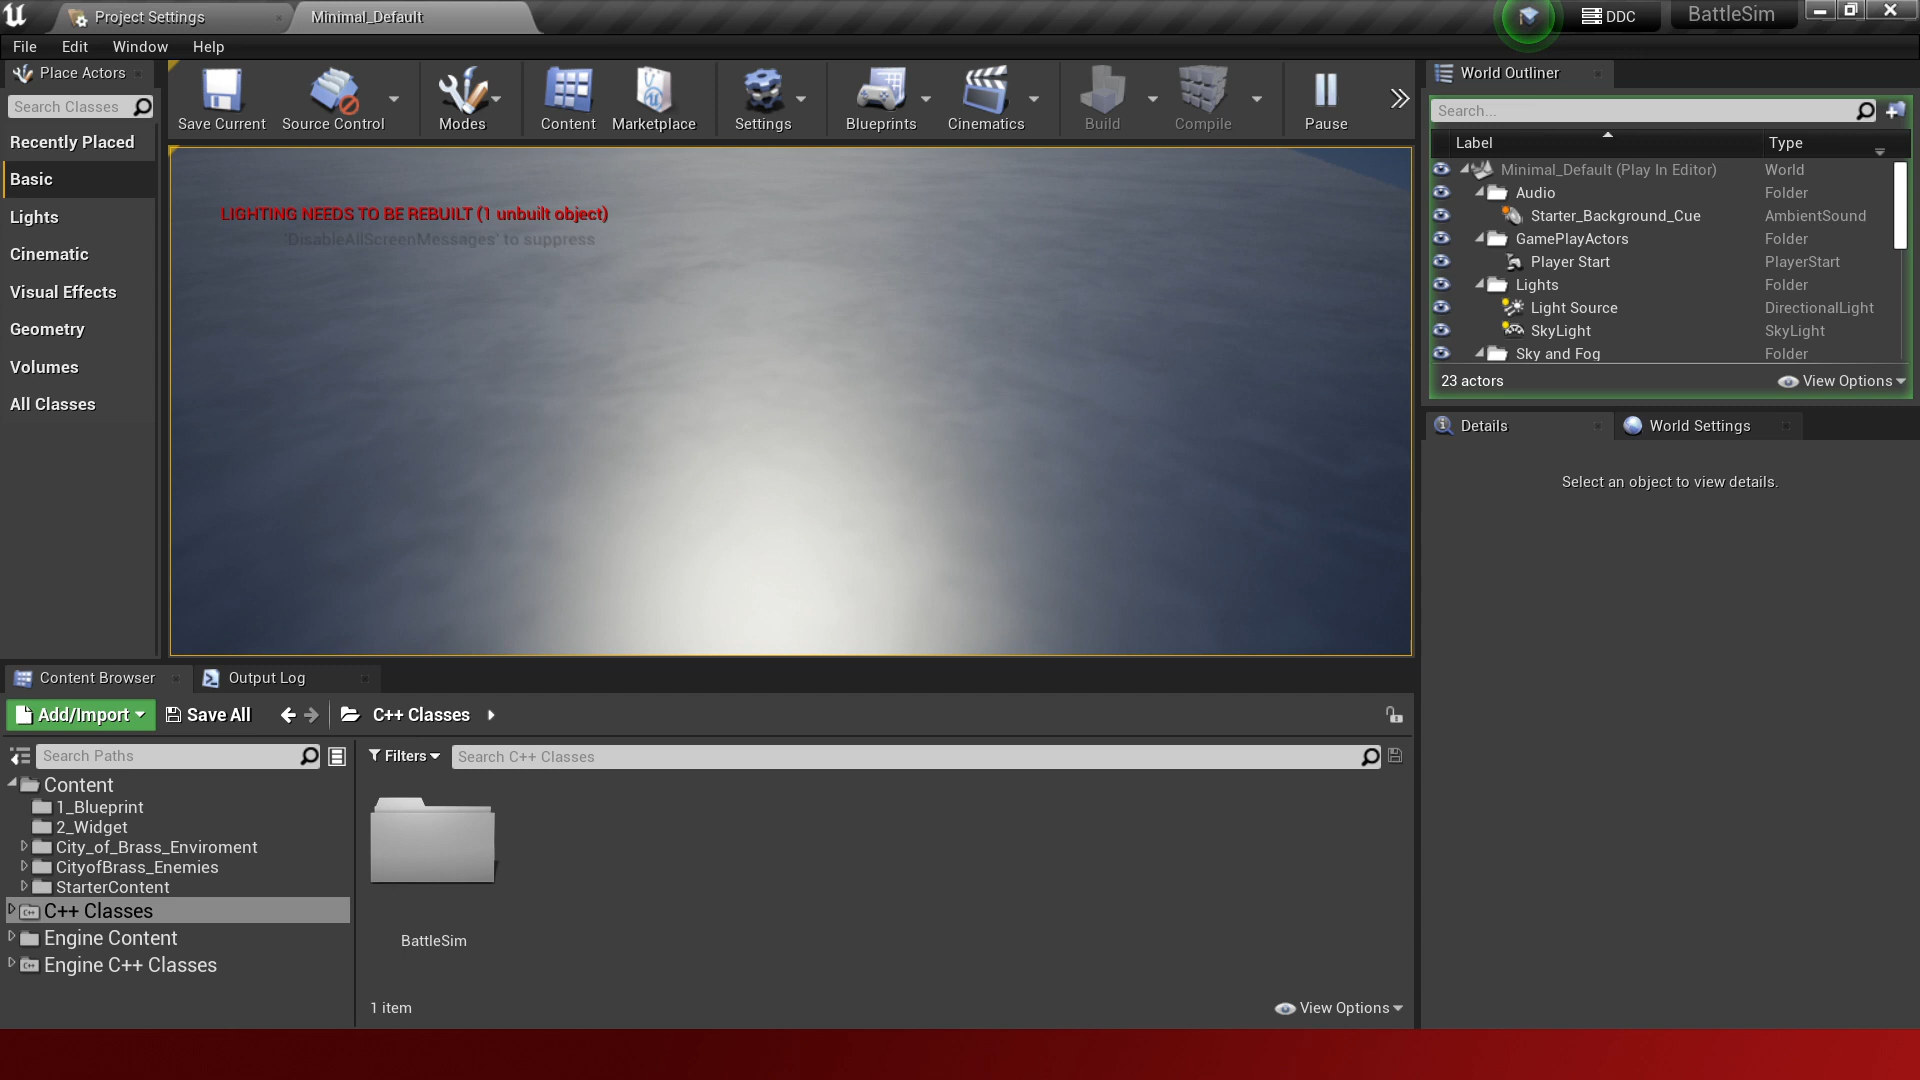 Project Settings
Minimal_Default
DDC
BattleSim
File Edit Window Help
Place Actors
Search Classes
Recently Placed
Basic
Lights
Cinematic
Visual Effects
Geometry
Volumes
All Classes
Save Current
Source Control
Modes
Content
Marketplace
Settings
Blueprints
Cinematics
Build
Compile
Pause
LIGHTING NEEDS TO BE REBUILT (1 unbuilt object)
'DisableAllScreenMessages' to suppress
World Outliner
Search...
Label Type
Minimal_Default (Play In Editor) World
Audio Folder
Starter_Background_Cue AmbientSound
GamePlayActors Folder
Player Start PlayerStart
Lights Folder
Light Source DirectionalLight
SkyLight SkyLight
Sky and Fog Folder
23 actors View Options
Details
World Settings
Select an object to view details.
Content Browser
Output Log
Add/Import Save All C++ Classes
Search Paths
Content
1_Blueprint
2_Widget
City_of_Brass_Enviroment
CityofBrass_Enemies
StarterContent
C++ Classes
Engine Content
Engine C++ Classes
Filters Search C++ Classes
BattleSim
1 item View Options